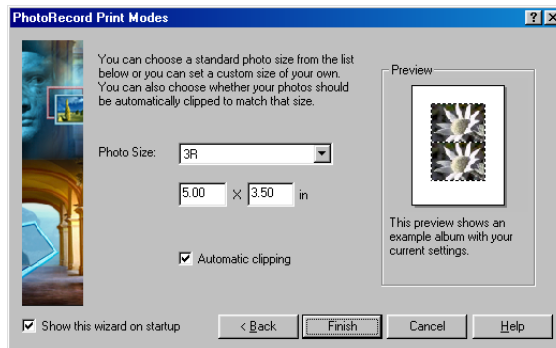 PhotoRecord Print Modes
You can choose a standard photo size from the list
below or you can set a custom size of your own.
You can also choose whether your photos should
be automatically clipped to match that size.
Photo Size:
3R
5.00 X 3.50 in
Automatic clipping
Preview
This preview shows an
example album with your
current settings.
Show this wizard on startup
< Back
Finish
Cancel
Help